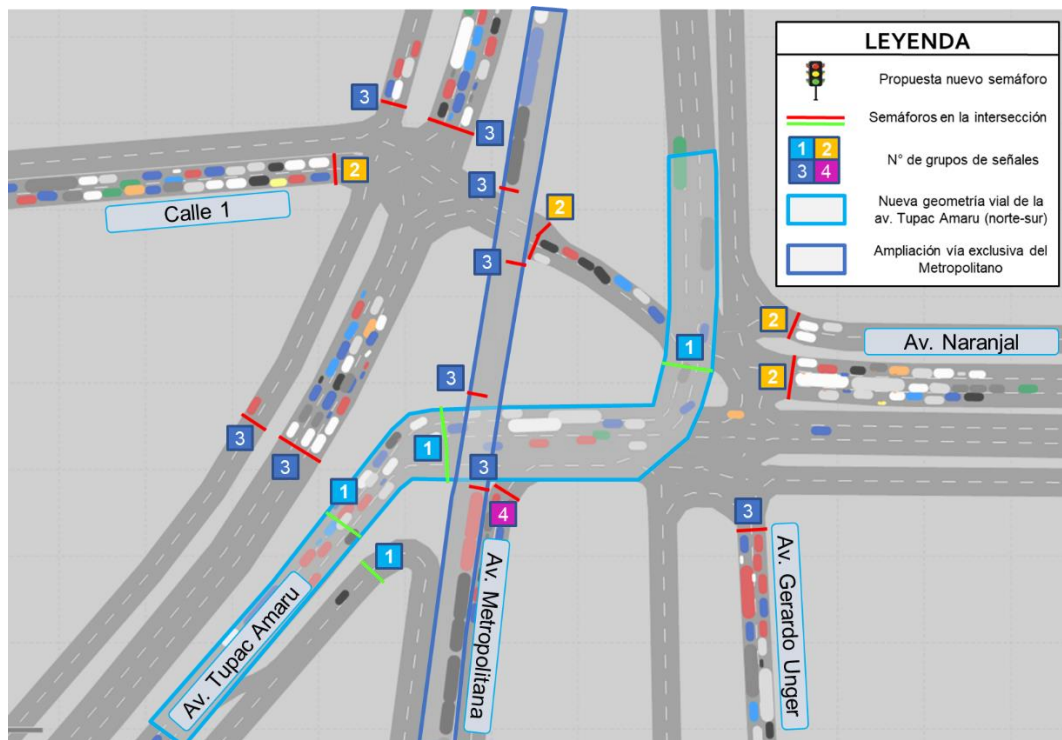 LEYENDA
Propuesta nuevo semáforo
Semáforos en la intersección
1 2
3 4
N° de grupos de señales
Nueva geometría vial de la
av. Tupac Amaru (norte-sur)
Ampliación vía exclusiva del
Metropolitano
3
3
2
Calle 1
3
2
3
2
Av. Naranjal
1
2
3
3
3
1
3
1
4
3
1
Av. Tupac Amaru
Av. Metropolitana
Av. Gerardo Unger